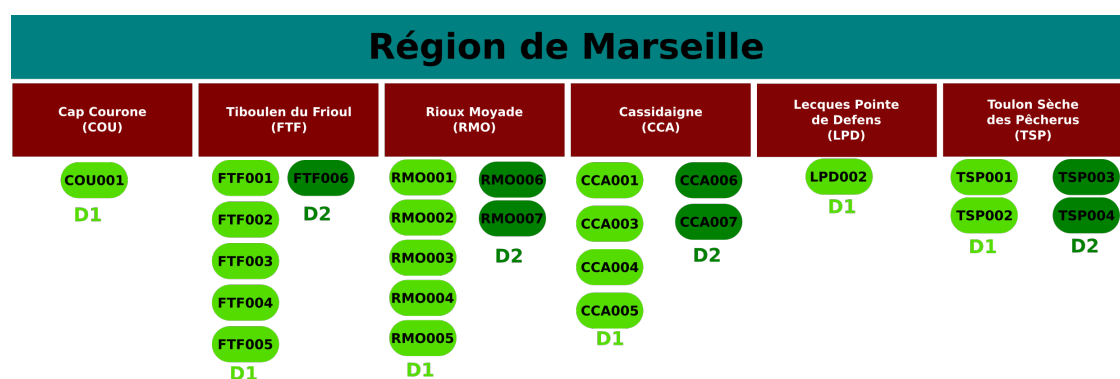 Région de Marseille
Cap Courone
(COU)
Tiboulen du Frioul
(FTF)
Rioux Moyade
(RMO)
Cassidaigne
(CCA)
Lecques Pointe
de Defens
(LPD)
Toulon Sèche
des Pêcherus
(TSP)
COU001
D1
FTF001
FTF002
FTF003
FTF004
FTF005
D1
FTF006
D2
RMO001
RMO002
RMO003
RMO004
RMO005
D1
RMO006
RMO007
D2
CCA001
CCA003
CCA004
CCA005
D1
CCA006
CCA007
D2
LPD002
D1
TSP001
TSP002
D1
TSP003
TSP004
D2